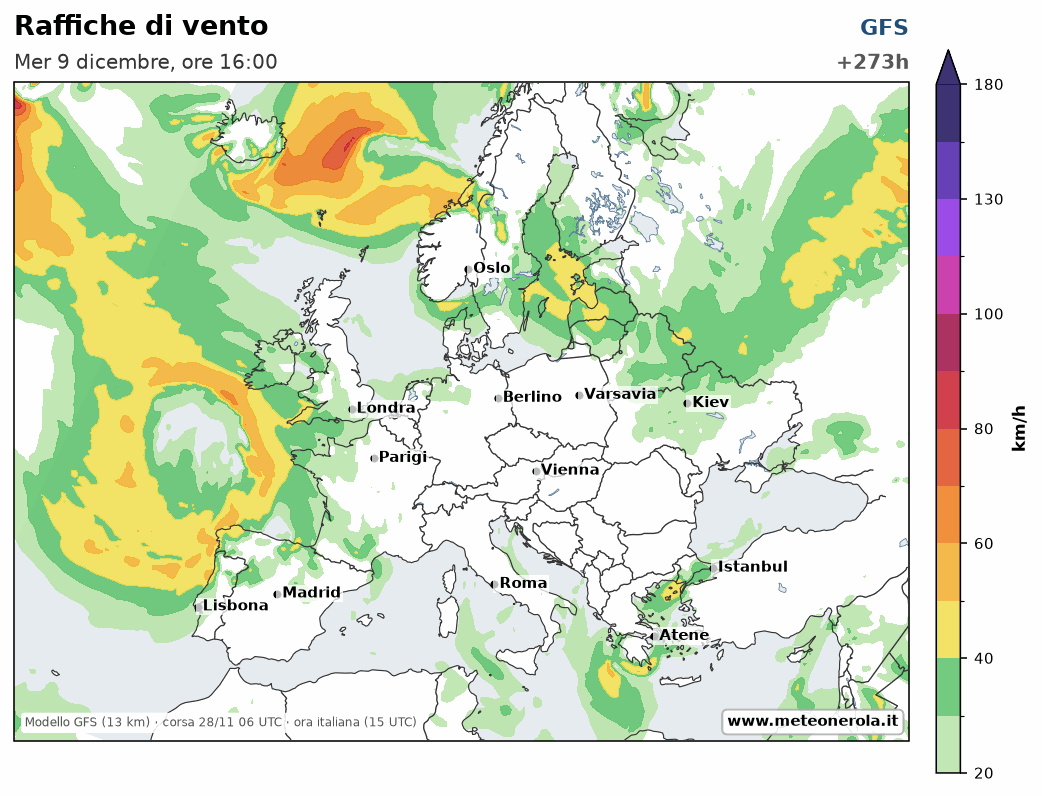 Raffiche di vento
GFS
Mer 9 dicembre, ore 16:00
+273h
180
130
100
80
60
40
20
km/h
Oslo
Berlino
Varsavia
Kiev
Londra
Parigi
Vienna
Istanbul
Roma
Madrid
Lisbona
Atene
Modello GFS (13 km) · corsa 28/11 06 UTC · ora italiana (15 UTC)
www.meteonerola.it